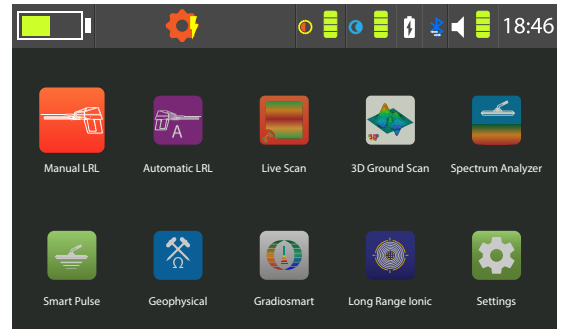 18:46
A
Manual LRL
Automatic LRL
Live Scan
3D Ground Scan
Spectrum Analyzer
Ω
Smart Pulse
Geophysical
Gradiosmart
Long Range Ionic
Settings